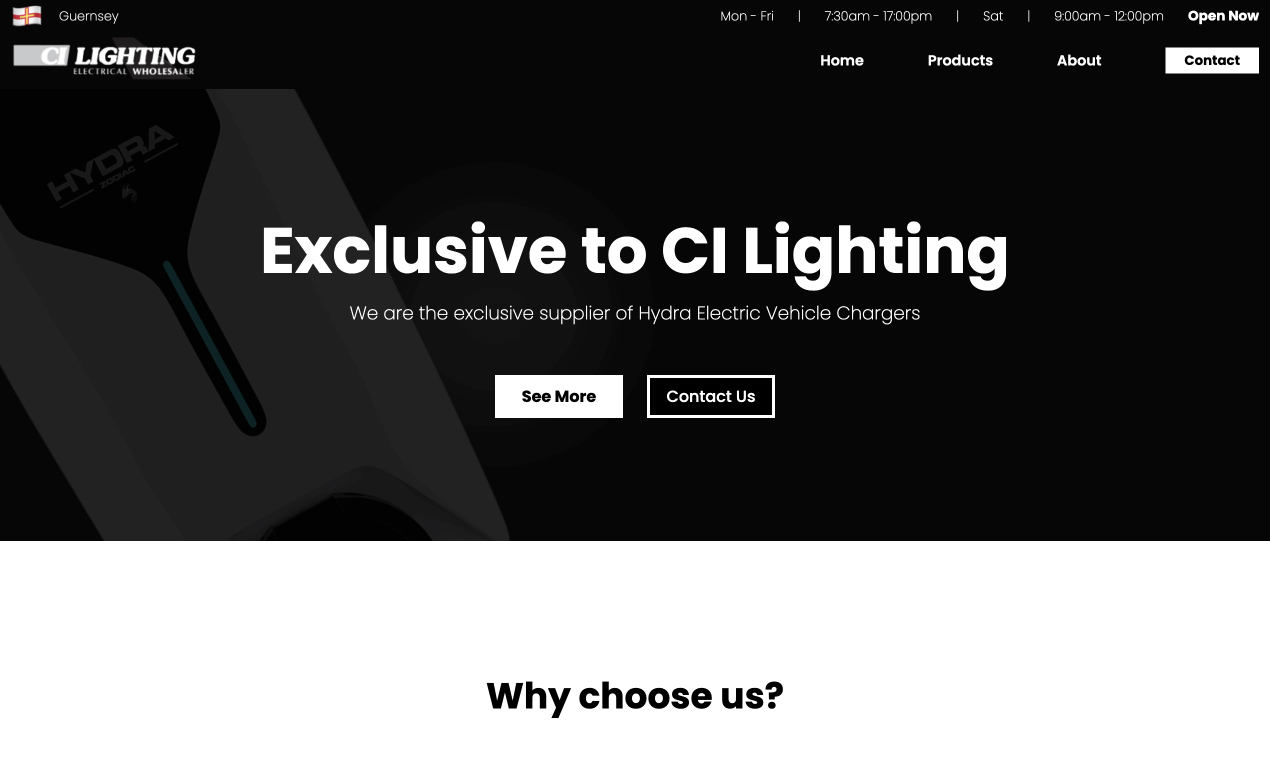 Guernsey
Mon - Fri | 7:30am - 17:00pm | Sat | 9:00am - 12:00pm Open Now
CI LIGHTING
ELECTRICAL WHOLESALER
Home Products About Contact
HYDRA
ZODIAC
Exclusive to CI Lighting
We are the exclusive supplier of Hydra Electric Vehicle Chargers
See More Contact Us
Why choose us?